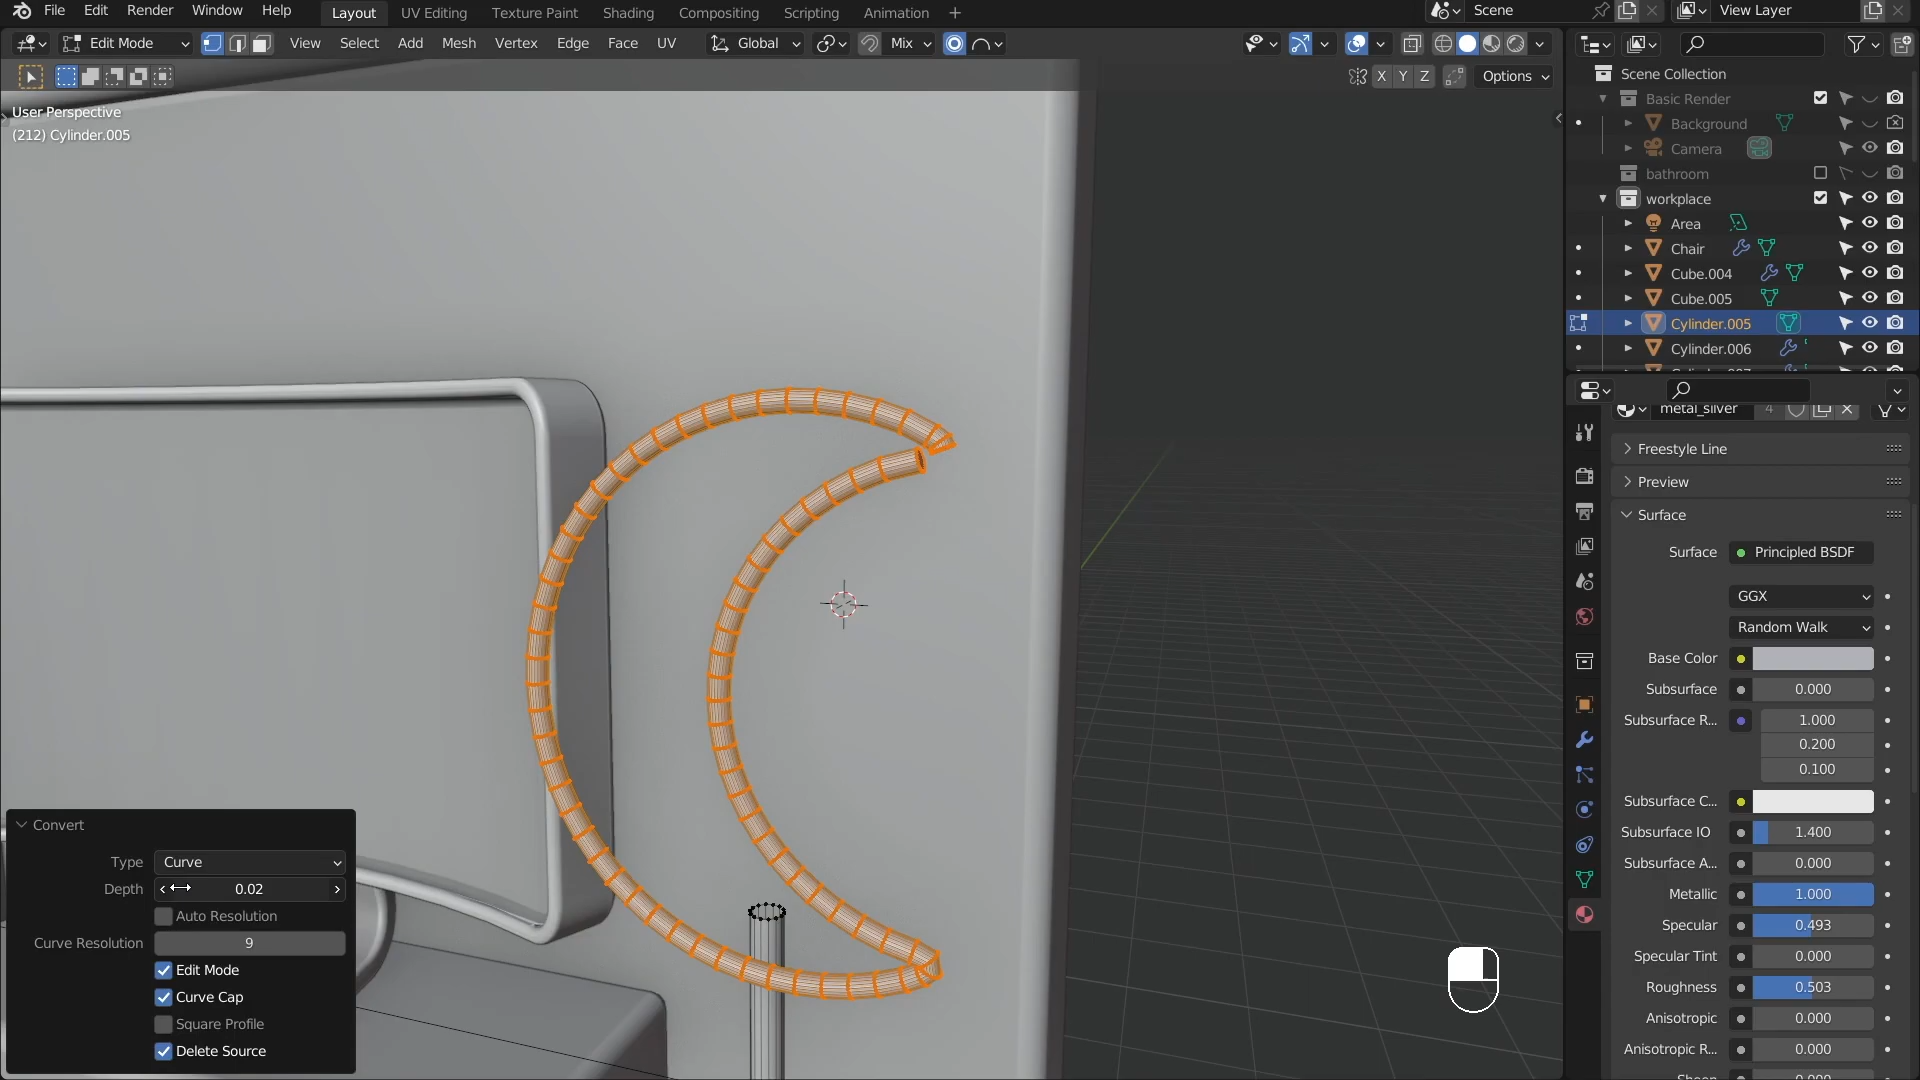 File Edit Render Window Help Layout UV Editing Texture Paint Shading Compositing Scripting Animation + Scene View Layer
Edit Mode View Select Add Mesh Vertex Edge Face UV Global Mix
X Y Z Options
User Perspective
(212) Cylinder.005
Scene Collection
Basic Render
Background
Camera
bathroom
workplace
Area
Chair
Cube.004
Cube.005
Cylinder.005
Cylinder.006
metal_silver 4
Freestyle Line
Preview
Surface
Surface Principled BSDF
GGX
Random Walk
Base Color
Subsurface 0.000
Subsurface R... 1.000
0.200
0.100
Subsurface C...
Subsurface IO 1.400
Subsurface A... 0.000
Metallic 1.000
Specular 0.493
Specular Tint 0.000
Roughness 0.503
Anisotropic 0.000
Anisotropic R... 0.000
Convert
Type Curve
Depth 0.02
Auto Resolution
Curve Resolution 9
Edit Mode
Curve Cap
Square Profile
Delete Source